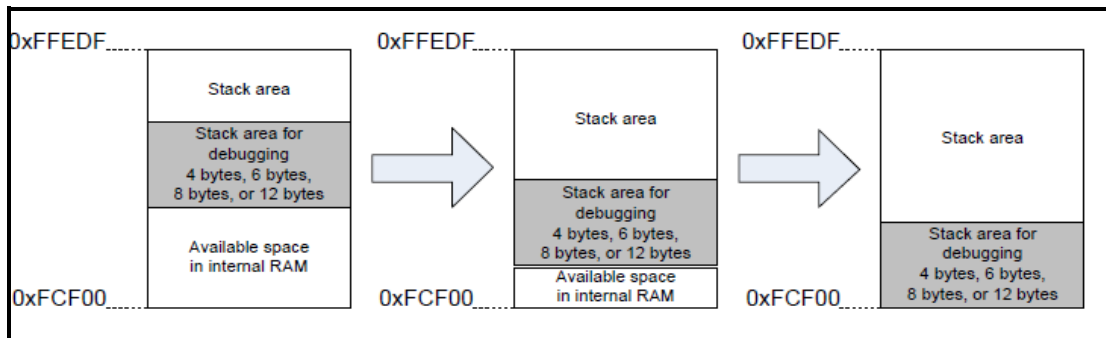 0xFFEDF
Stack area
Stack area for
debugging
4 bytes, 6 bytes,
8 bytes, or 12 bytes
Available space
in internal RAM
0xFCF00
0xFFEDF
Stack area
Stack area for
debugging
4 bytes, 6 bytes,
8 bytes, or 12 bytes
Available space
in internal RAM
0xFCF00
0xFFEDF
Stack area
Stack area for
debugging
4 bytes, 6 bytes,
8 bytes, or 12 bytes
0xFCF00